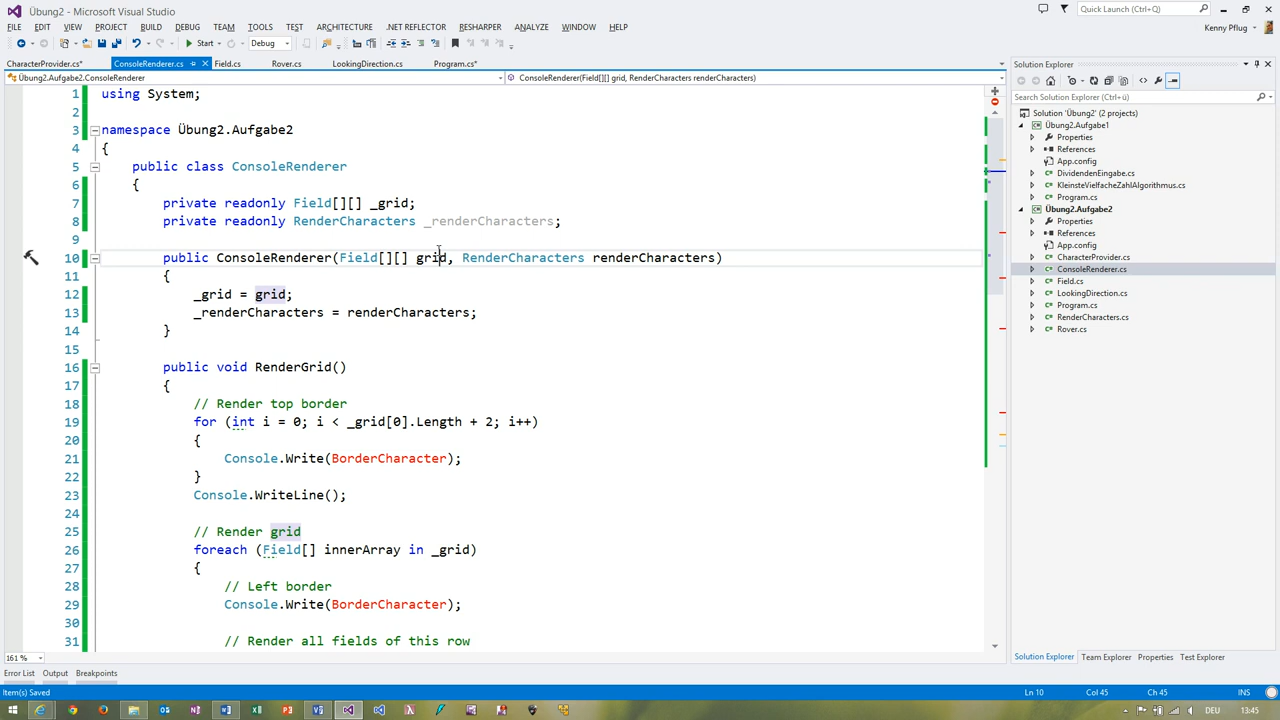 Übung2 - Microsoft Visual Studio
Quick Launch (Ctrl+Q)
FILE EDIT VIEW PROJECT BUILD DEBUG TEAM TOOLS TEST ARCHITECTURE .NET REFLECTOR RESHARPER ANALYZE WINDOW HELP
Kenny Pflug
Start Debug
CharacterProvider.cs* ConsoleRenderer.cs Field.cs Rover.cs LookingDirection.cs Program.cs*
Übung2.Aufgabe2.ConsoleRenderer
ConsoleRenderer(Field[][] grid, RenderCharacters renderCharacters)
1 using System;
2
3 namespace Übung2.Aufgabe2
4 {
5 public class ConsoleRenderer
6 {
7 private readonly Field[][] _grid;
8 private readonly RenderCharacters _renderCharacters;
9
10 public ConsoleRenderer(Field[][] grid, RenderCharacters renderCharacters)
11 {
12 _grid = grid;
13 _renderCharacters = renderCharacters;
14 }
15
16 public void RenderGrid()
17 {
18 // Render top border
19 for (int i = 0; i < _grid[0].Length + 2; i++)
20 {
21 Console.Write(BorderCharacter);
22 }
23 Console.WriteLine();
24
25 // Render grid
26 foreach (Field[] innerArray in _grid)
27 {
28 // Left border
29 Console.Write(BorderCharacter);
30
31 // Render all fields of this row
161 %
Solution Explorer
Search Solution Explorer (Ctrl+ü)
Solution 'Übung2' (2 projects)
Übung2.Aufgabe1
Properties
References
App.config
DividendenEingabe.cs
KleinsteVielfacheZahlAlgorithmus.cs
Program.cs
Übung2.Aufgabe2
Properties
References
App.config
CharacterProvider.cs
ConsoleRenderer.cs
Field.cs
LookingDirection.cs
Program.cs
RenderCharacters.cs
Rover.cs
Solution Explorer Team Explorer Properties Test Explorer
Error List Output Breakpoints
Item(s) Saved
Ln 10 Col 45 Ch 45 INS
DEU 13:45